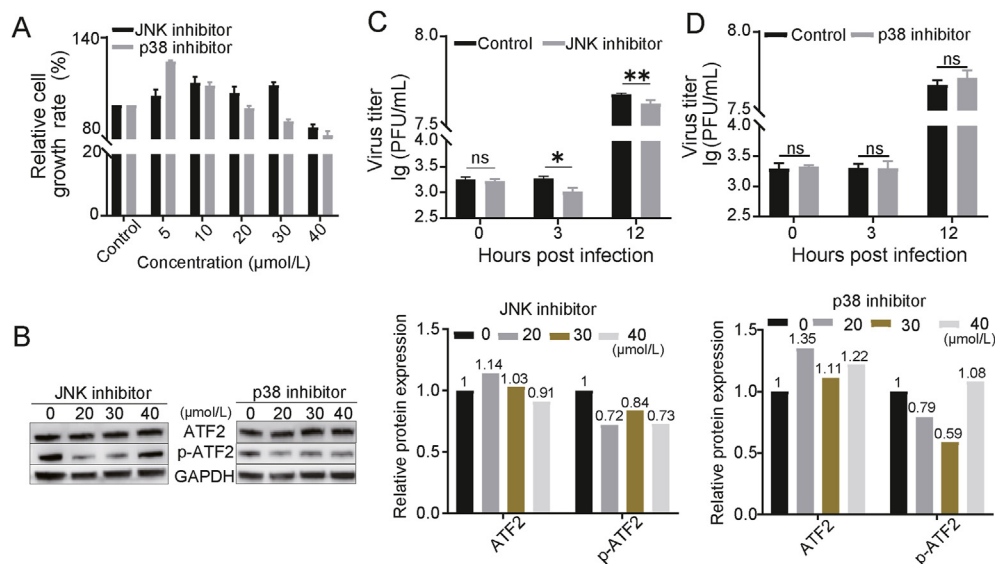 A
JNK inhibitor
p38 inhibitor
Relative cell
growth rate (%)
140
80
20
0
Control
5
10
20
30
40
Concentration (μmol/L)
C
Control
JNK inhibitor
Virus titer
lg (PFU/mL)
8.0
7.5
4.0
3.5
3.0
2.5
ns
*
**
0
3
12
Hours post infection
D
Control
p38 inhibitor
Virus titer
lg (PFU/mL)
8.0
7.5
4.0
3.5
3.0
2.5
ns
ns
ns
0
3
12
Hours post infection
B
JNK inhibitor
0 20 30 40
(μmol/L)
p38 inhibitor
0 20 30 40
ATF2
p-ATF2
GAPDH
JNK inhibitor
0 20 30 40
(μmol/L)
Relative protein expression
1.5
1.0
0.5
0.0
1 1.14 1.03 0.91
1 0.72 0.84 0.73
ATF2
p-ATF2
p38 inhibitor
0 20 30 40
(μmol/L)
Relative protein expression
1.5
1.0
0.5
0.0
1 1.35 1.11 1.22
1 0.79 0.59 1.08
ATF2
p-ATF2